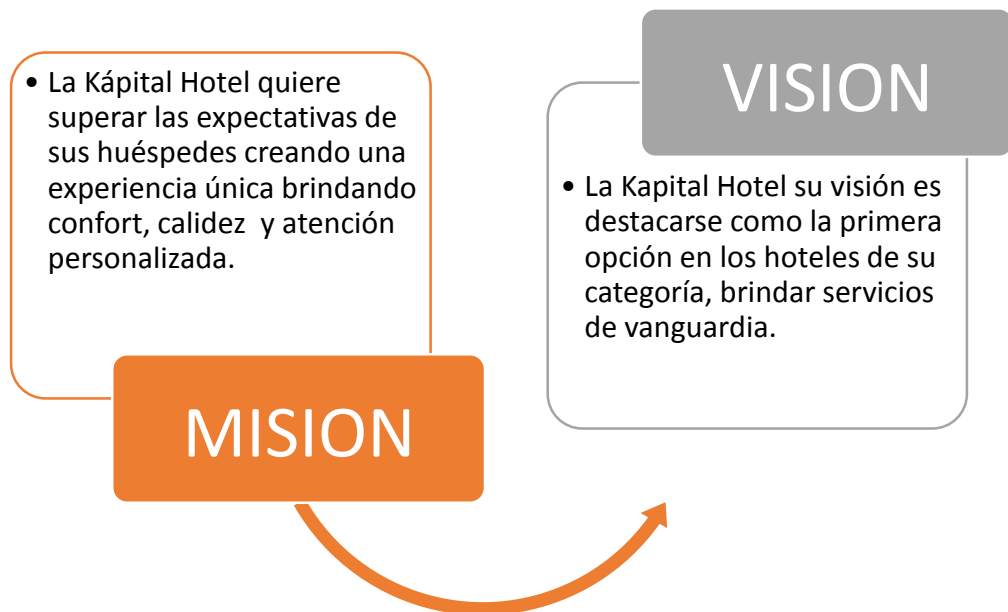 • La Kápital Hotel quiere
superar las expectativas de
sus huéspedes creando una
experiencia única brindando
confort, calidez  y atención
personalizada.
MISION
VISION
• La Kapital Hotel su visión es
destacarse como la primera
opción en los hoteles de su
categoría, brindar servicios
de vanguardia.